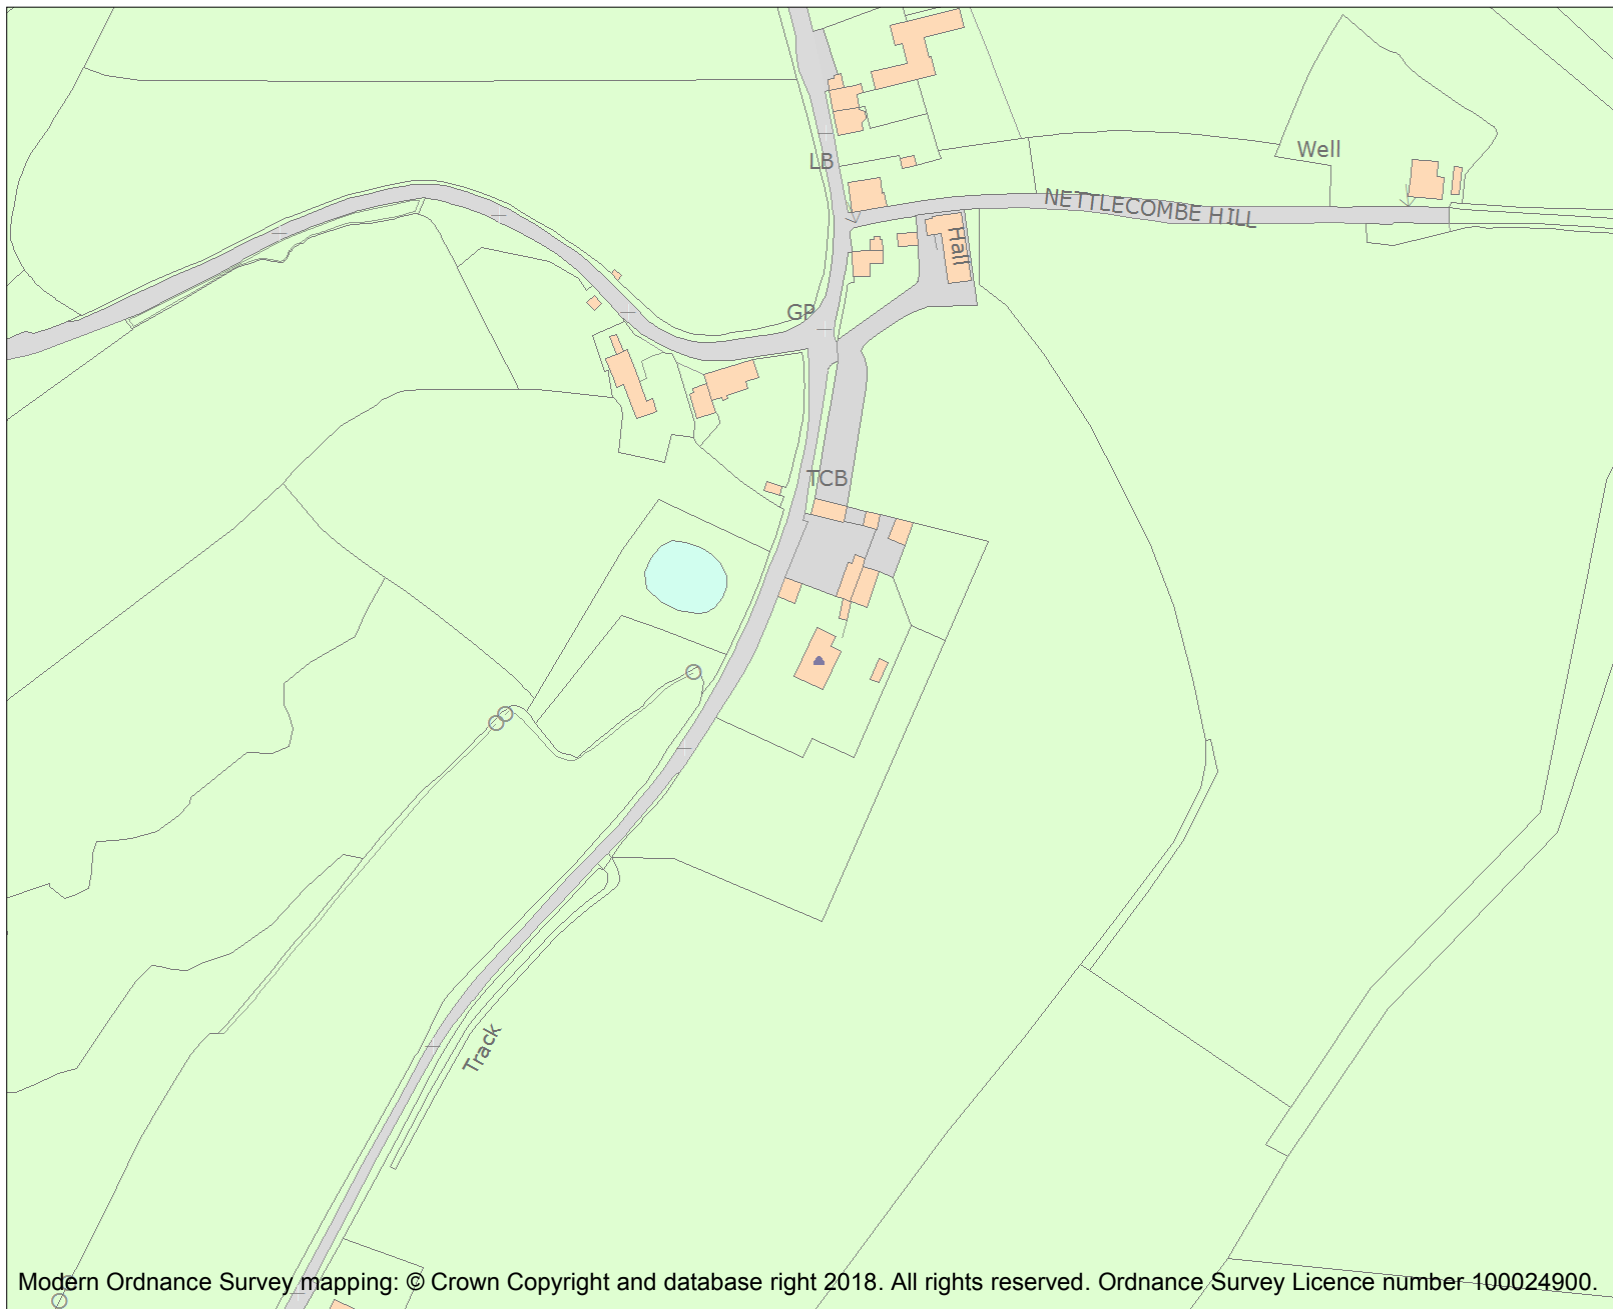 Well
LB
NETTLECOMBE HILL
Hall
GP
TCB
Track
Modern Ordnance Survey mapping: © Crown Copyright and database right 2018. All rights reserved. Ordnance Survey Licence number 100024900.